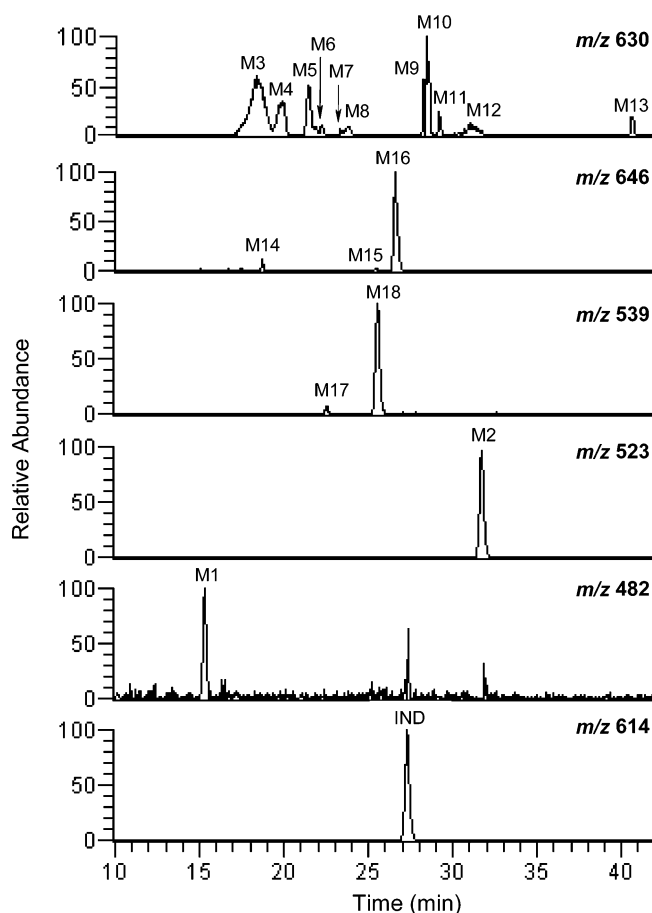 Relative Abundance
100
50
0
M3
M4
M5
M6
M7
M8
M9
M10
M11
M12
M13
m/z 630
100
50
0
M14
M15
M16
m/z 646
100
50
0
M17
M18
m/z 539
100
50
0
M2
m/z 523
100
50
0
M1
m/z 482
100
50
0
IND
m/z 614
10 15 20 25 30 35 40
Time (min)